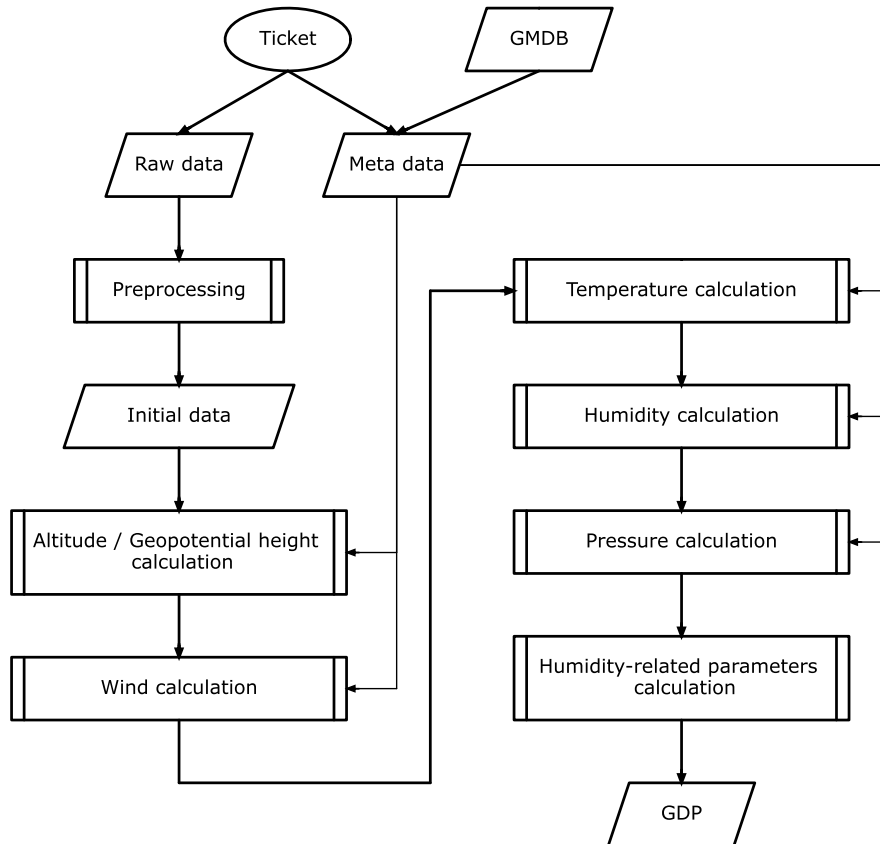 Ticket
GMDB
Raw data
Meta data
Preprocessing
Initial data
Altitude / Geopotential height
calculation
Wind calculation
Temperature calculation
Humidity calculation
Pressure calculation
Humidity-related parameters
calculation
GDP